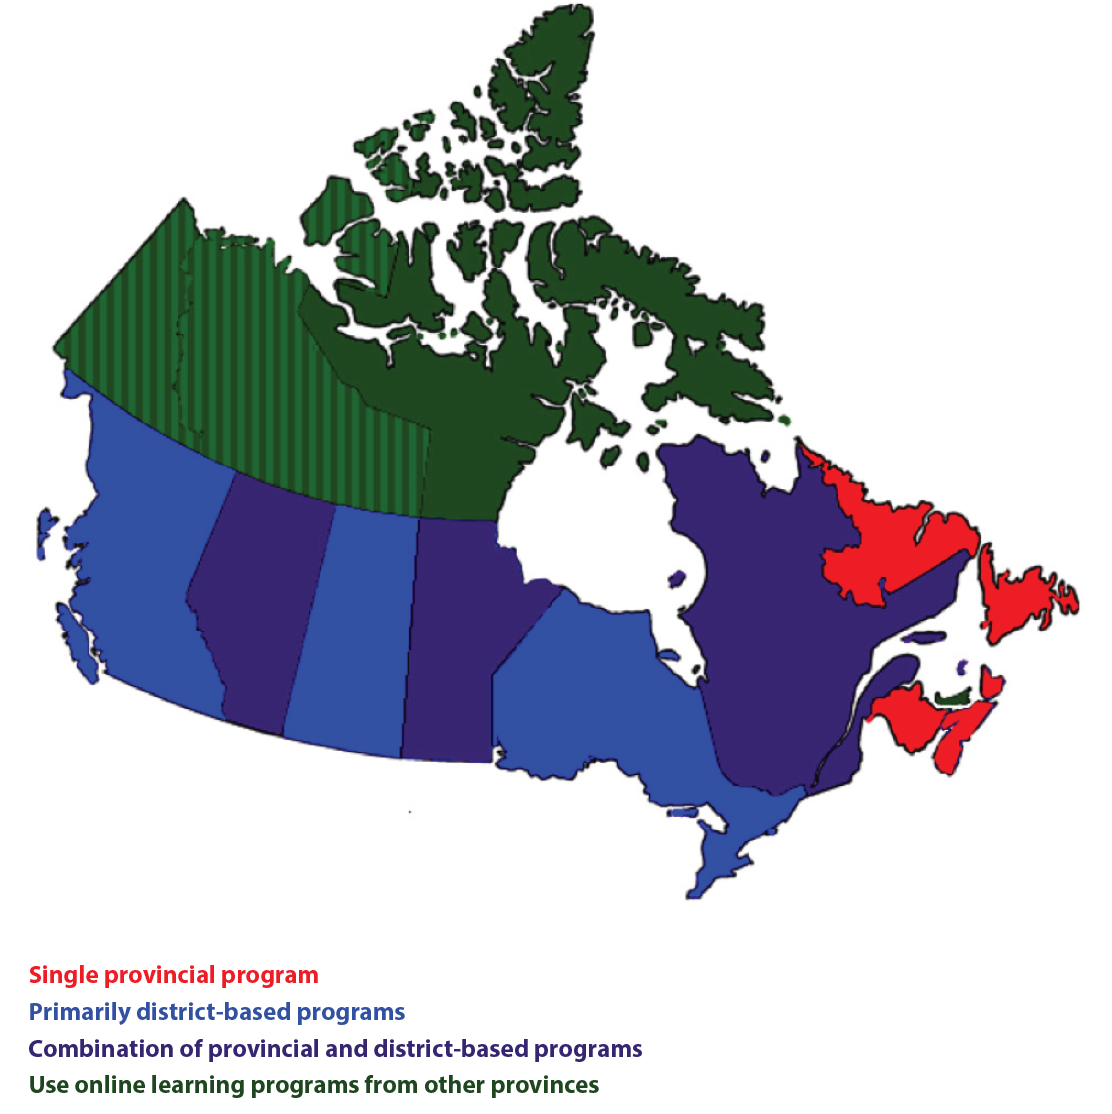 Single provincial program
Primarily district-based programs
Combination of provincial and district-based programs
Use online learning programs from other provinces